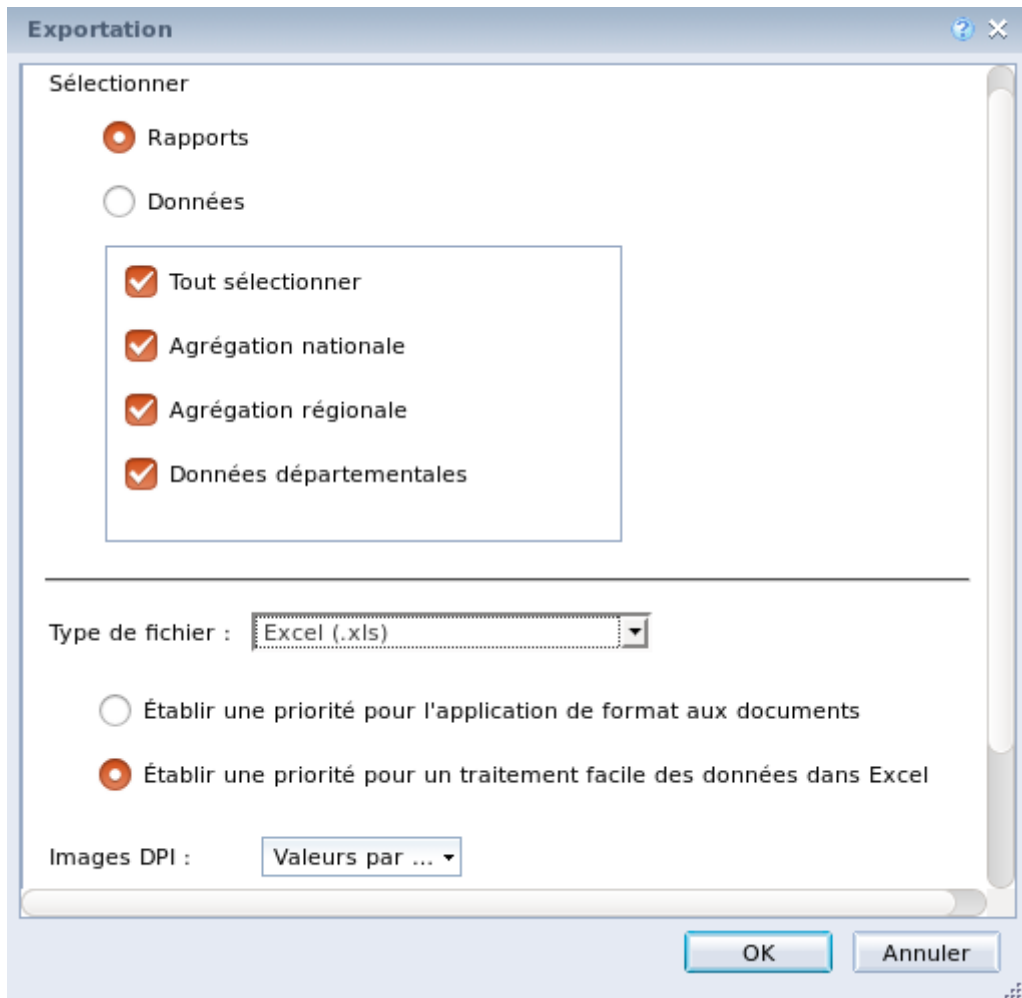 Exportation
Sélectionner
Rapports
Données
Tout sélectionner
Agrégation nationale
Agrégation régionale
Données départementales
Type de fichier :
Excel (.xls)
Établir une priorité pour l'application de format aux documents
Établir une priorité pour un traitement facile des données dans Excel
Images DPI :
Valeurs par ...
OK
Annuler